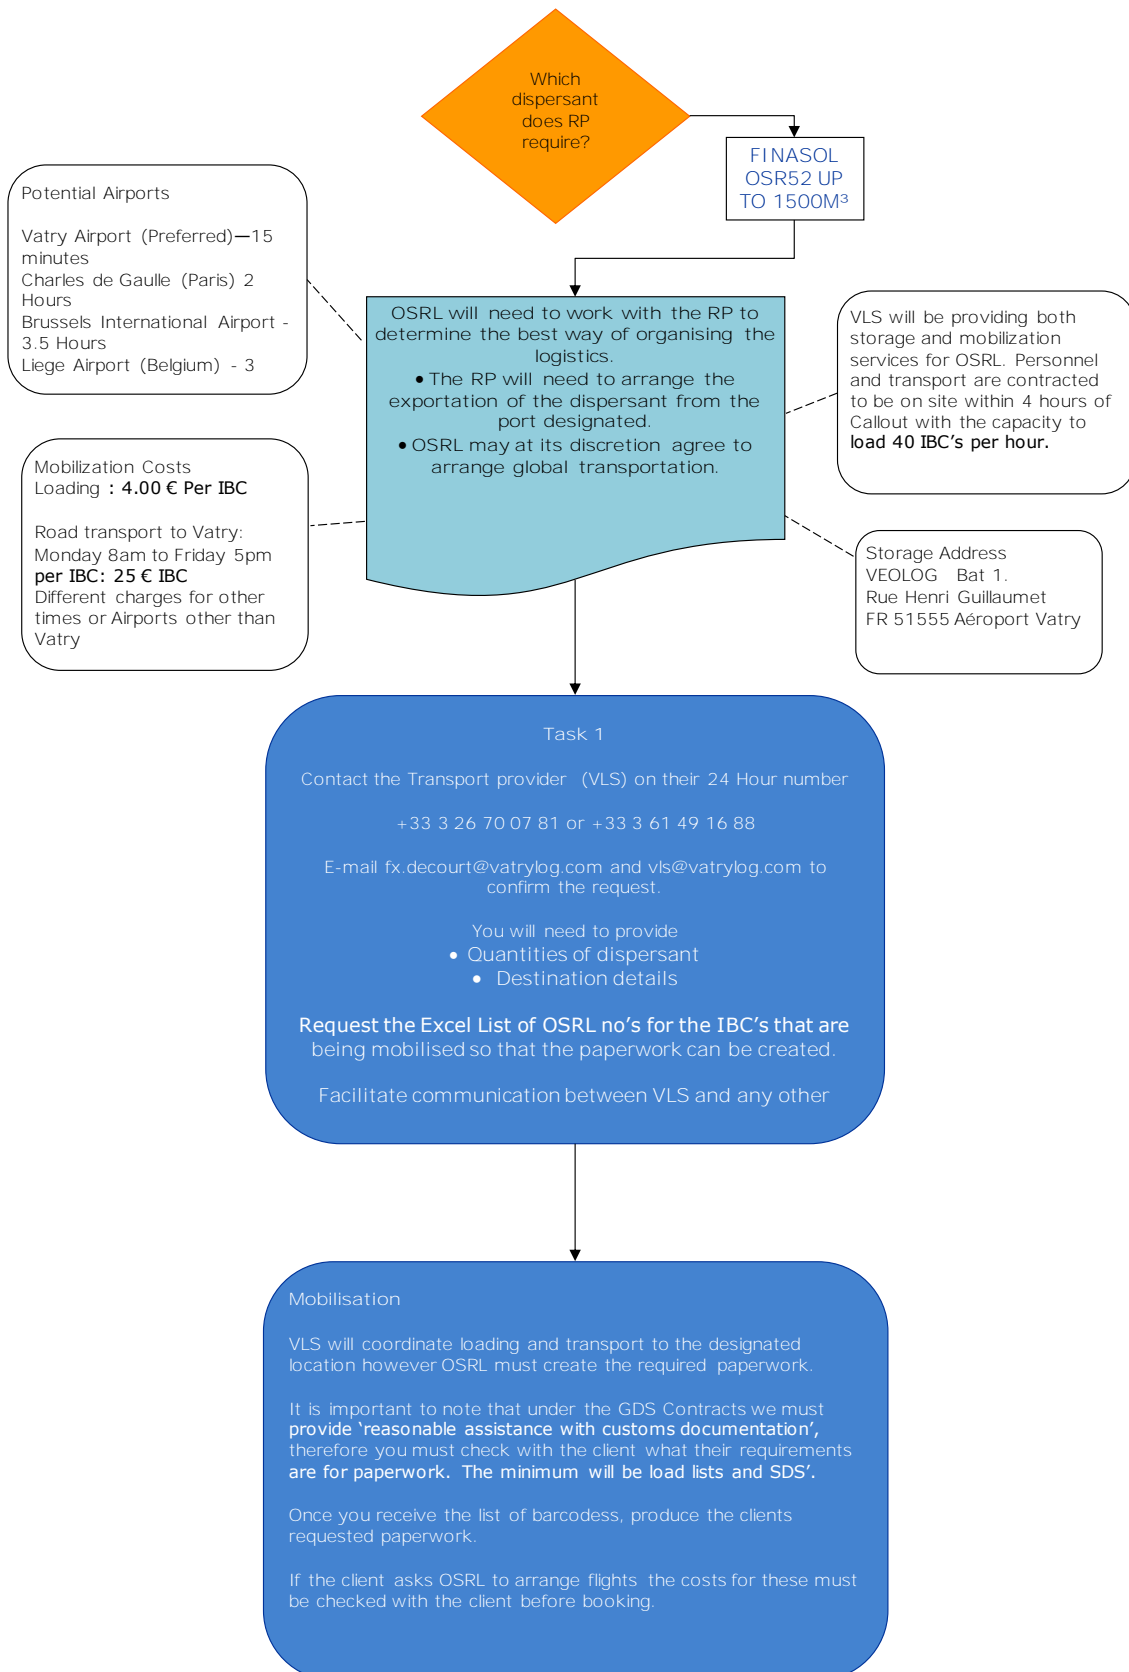 Which
dispersant
does RP
require?
FINASOL
OSR52 UP
TO 1500M³
Potential Airports
Vatry Airport (Preferred)—15
minutes
Charles de Gaulle (Paris) 2
Hours
Brussels International Airport -
3.5 Hours
Liege Airport (Belgium) - 3
OSRL will need to work with the RP to
determine the best way of organising the
logistics.
• The RP will need to arrange the
exportation of the dispersant from the
port designated.
• OSRL may at its discretion agree to
arrange global transportation.
VLS will be providing both
storage and mobilization
services for OSRL. Personnel
and transport are contracted
to be on site within 4 hours of
Callout with the capacity to
load 40 IBC's per hour.
Mobilization Costs
Loading : 4.00 € Per IBC
Road transport to Vatry:
Monday 8am to Friday 5pm
per IBC: 25 € IBC
Different charges for other
times or Airports other than
Vatry
Storage Address
VEOLOG Bat 1.
Rue Henri Guillaumet
FR 51555 Aéroport Vatry
Task 1
Contact the Transport provider (VLS) on their 24 Hour number
+33 3 26 70 07 81 or +33 3 61 49 16 88
E-mail fx.decourt@vatrylog.com and vls@vatrylog.com to
confirm the request.
You will need to provide
• Quantities of dispersant
• Destination details
Request the Excel List of OSRL no's for the IBC's that are
being mobilised so that the paperwork can be created.
Facilitate communication between VLS and any other
Mobilisation
VLS will coordinate loading and transport to the designated
location however OSRL must create the required paperwork.
It is important to note that under the GDS Contracts we must
provide 'reasonable assistance with customs documentation',
therefore you must check with the client what their requirements
are for paperwork. The minimum will be load lists and SDS'.
Once you receive the list of barcodess, produce the clients
requested paperwork.
If the client asks OSRL to arrange flights the costs for these must
be checked with the client before booking.